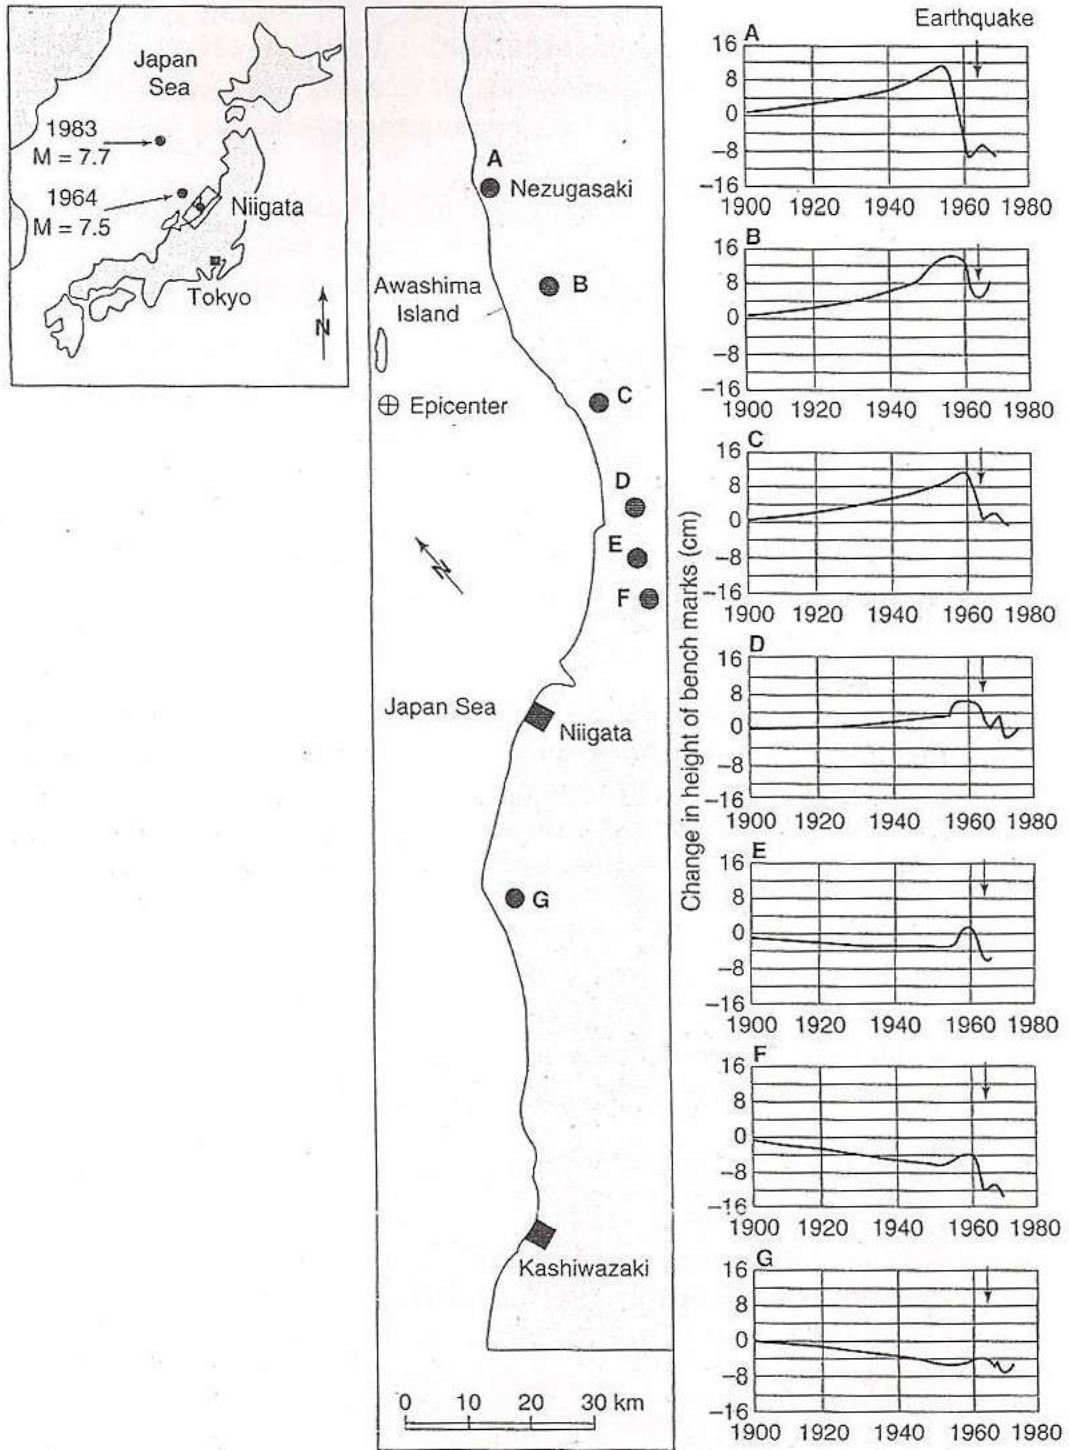 Japan
Sea
1983
M = 7.7
1964
M = 7.5
Niigata
Tokyo
N
A
Nezugasaki
B
Awashima
Island
C
Epicenter
D
E
F
N
Japan Sea
Niigata
G
Kashiwazaki
0 10 20 30 km
Change in height of bench marks (cm)
Earthquake
A
16
8
0
−8
−16
1900 1920 1940 1960 1980
B
16
8
0
−8
−16
1900 1920 1940 1960 1980
C
16
8
0
−8
−16
1900 1920 1940 1960 1980
D
16
8
0
−8
−16
1900 1920 1940 1960 1980
E
16
8
0
−8
−16
1900 1920 1940 1960 1980
F
16
8
0
−8
−16
1900 1920 1940 1960 1980
G
16
8
0
−8
−16
1900 1920 1940 1960 1980